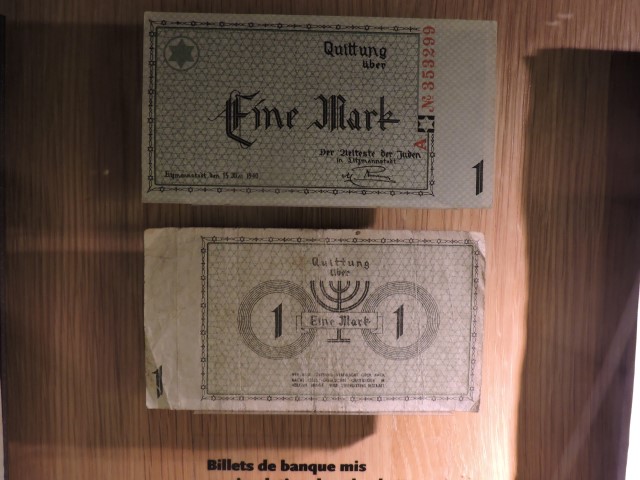 Quittung
über
Eine Mark
Der Aelteste der Juden
in Litzmannstadt
Litzmannstadt, den 15. Mai 1940
A № 353299
1
Quittung
über
1 Eine Mark 1
1
Billets de banque mis